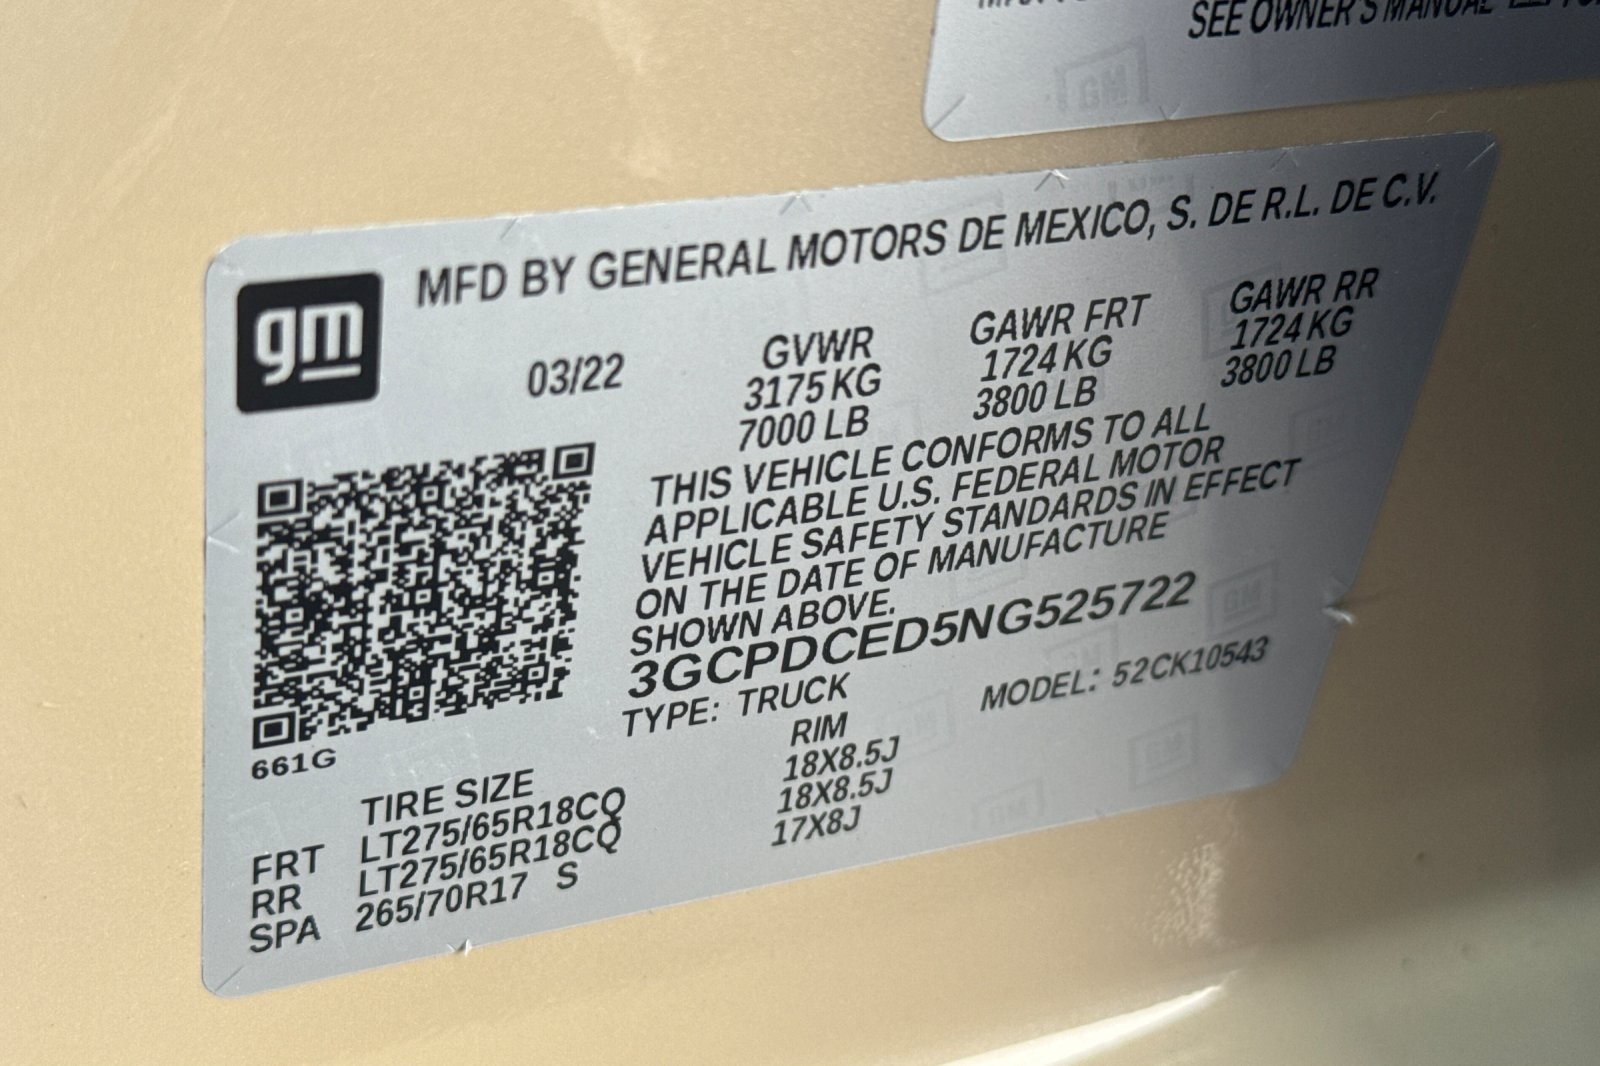 SEE OWNER'S MANUAL
MFD BY GENERAL MOTORS DE MEXICO, S. DE R.L. DE C.V.
gm
03/22
GVWR GAWR FRT GAWR RR
3175 KG 1724 KG 1724 KG
7000 LB 3800 LB 3800 LB
THIS VEHICLE CONFORMS TO ALL
APPLICABLE U.S. FEDERAL MOTOR
VEHICLE SAFETY STANDARDS IN EFFECT
ON THE DATE OF MANUFACTURE
SHOWN ABOVE.
3GCPDCED5NG525722
TYPE: TRUCK MODEL: 52CK10543
661G
TIRE SIZE RIM
FRT LT275/65R18CQ 18X8.5J
RR LT275/65R18CQ 18X8.5J
SPA 265/70R17 S 17X8J